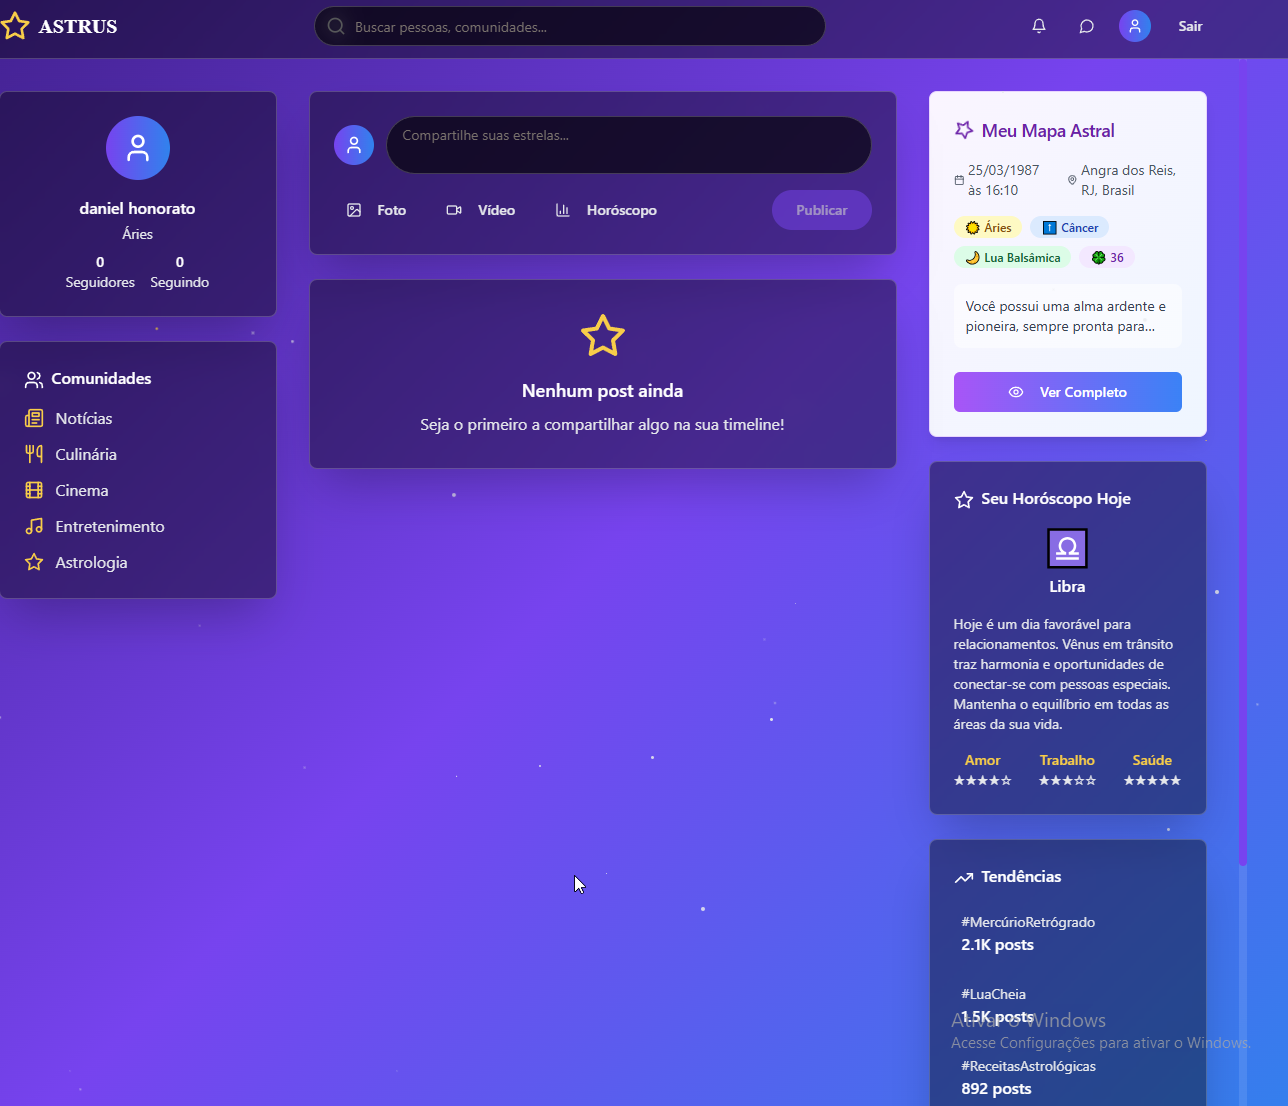 ASTRUS
Buscar pessoas, comunidades...
Sair
daniel honorato
Áries
0
Seguidores
0
Seguindo
Comunidades
Notícias
Culinária
Cinema
Entretenimento
Astrologia
Compartilhe suas estrelas...
Foto
Vídeo
Horóscopo
Publicar
Nenhum post ainda
Seja o primeiro a compartilhar algo na sua timeline!
Meu Mapa Astral
25/03/1987
às 16:10
Angra dos Reis,
RJ, Brasil
Áries
Câncer
Lua Balsâmica
36
Você possui uma alma ardente e
pioneira, sempre pronta para...
Ver Completo
Seu Horóscopo Hoje
Libra
Hoje é um dia favorável para
relacionamentos. Vênus em trânsito
traz harmonia e oportunidades de
conectar-se com pessoas especiais.
Mantenha o equilíbrio em todas as
áreas da sua vida.
Amor
★★★★☆
Trabalho
★★★☆☆
Saúde
★★★★★
Tendências
#MercúrioRetrógrado
2.1K posts
#LuaCheia
1.5K posts
Ativar o Windows
Acesse Configurações para ativar o Windows.
#ReceitasAstrológicas
892 posts